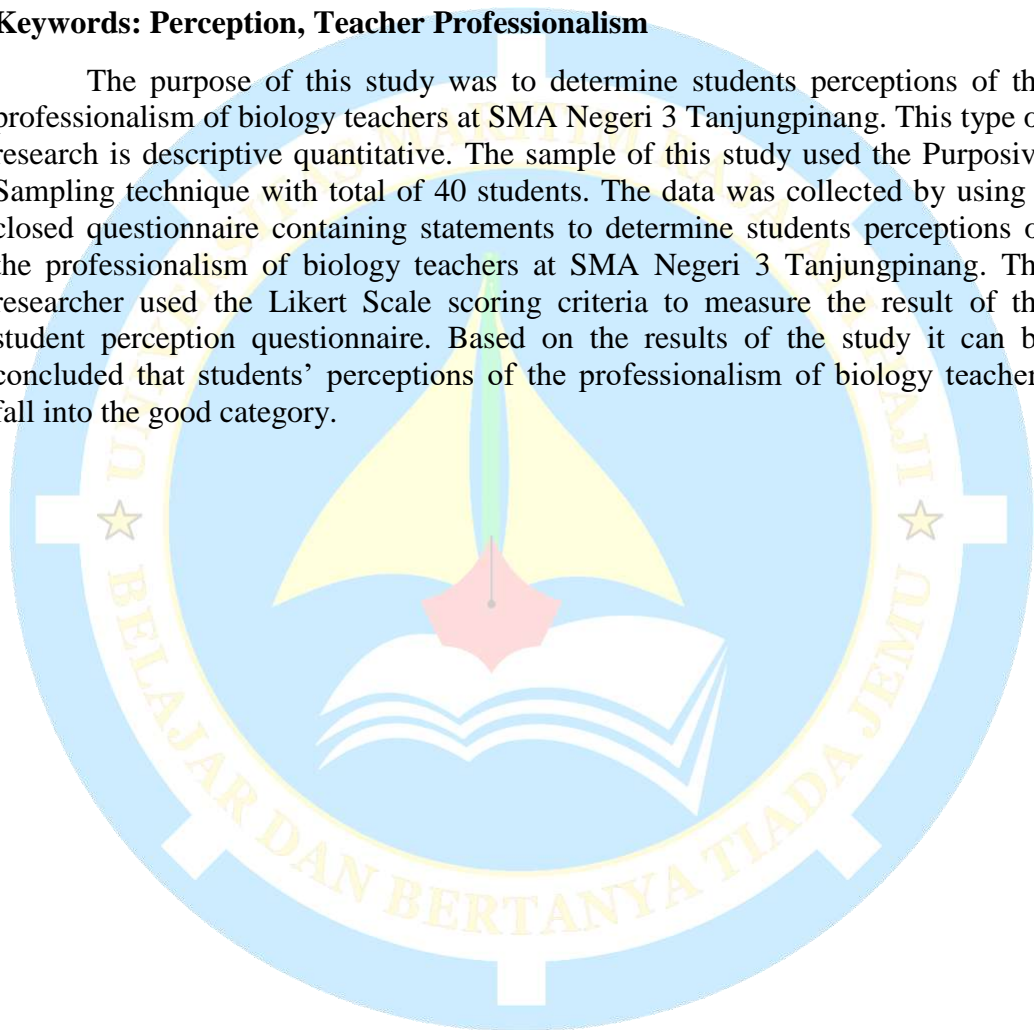 Keywords: Perception, Teacher Professionalism
The purpose of this study was to determine students perceptions of th
professionalism of biology teachers at SMA Negeri 3 Tanjungpinang. This type o
research is descriptive quantitative. The sample of this study used the Purposiv
Sampling technique with total of 40 students. The data was collected by using
closed questionnaire containing statements to determine students perceptions o
the professionalism of biology teachers at SMA Negeri 3 Tanjungpinang. Th
researcher used the Likert Scale scoring criteria to measure the result of th
student perception questionnaire. Based on the results of the study it can b
concluded that students’ perceptions of the professionalism of biology teacher
fall into the good category.
UNIVERSITAS MARITIM RAJA ALI HAJI
BELAJAR DAN BERTANYA TIADA JEMU